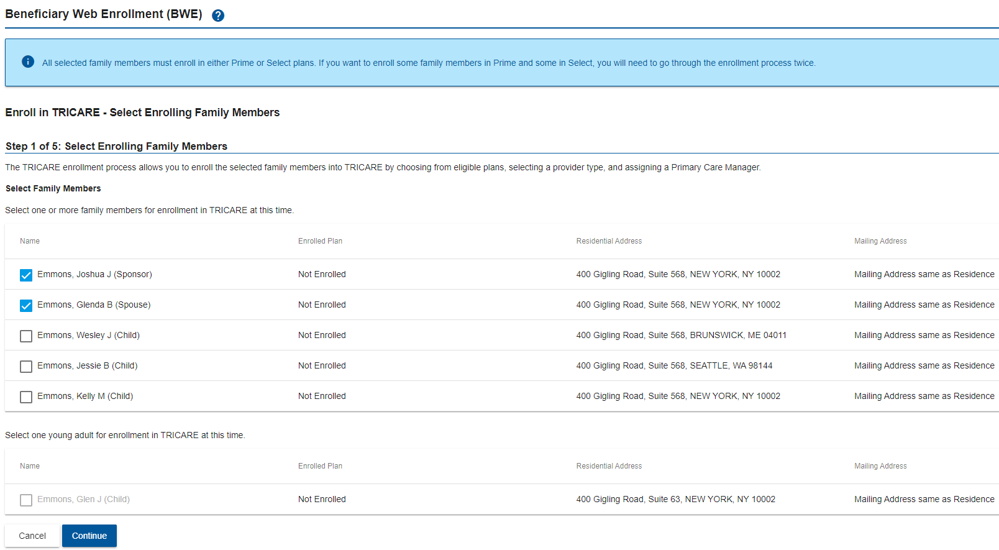 Beneficiary Web Enrollment (BWE) ?
i All selected family members must enroll in either Prime or Select plans. If you want to enroll some family members in Prime and some in Select, you will need to go through the enrollment process twice.
Enroll in TRICARE - Select Enrolling Family Members
Step 1 of 5: Select Enrolling Family Members
The TRICARE enrollment process allows you to enroll the selected family members into TRICARE by choosing from eligible plans, selecting a provider type, and assigning a Primary Care Manager.
Select Family Members
Select one or more family members for enrollment in TRICARE at this time.
Name Enrolled Plan Residential Address Mailing Address
Emmons, Joshua J (Sponsor) Not Enrolled 400 Gigling Road, Suite 568, NEW YORK, NY 10002 Mailing Address same as Residence
Emmons, Glenda B (Spouse) Not Enrolled 400 Gigling Road, Suite 568, NEW YORK, NY 10002 Mailing Address same as Residence
Emmons, Wesley J (Child) Not Enrolled 400 Gigling Road, Suite 568, BRUNSWICK, ME 04011 Mailing Address same as Residence
Emmons, Jessie B (Child) Not Enrolled 400 Gigling Road, Suite 568, SEATTLE, WA 98144 Mailing Address same as Residence
Emmons, Kelly M (Child) Not Enrolled 400 Gigling Road, Suite 568, NEW YORK, NY 10002 Mailing Address same as Residence
Select one young adult for enrollment in TRICARE at this time.
Name Enrolled Plan Residential Address Mailing Address
Emmons, Glen J (Child) Not Enrolled 400 Gigling Road, Suite 63, NEW YORK, NY 10002 Mailing Address same as Residence
Cancel Continue